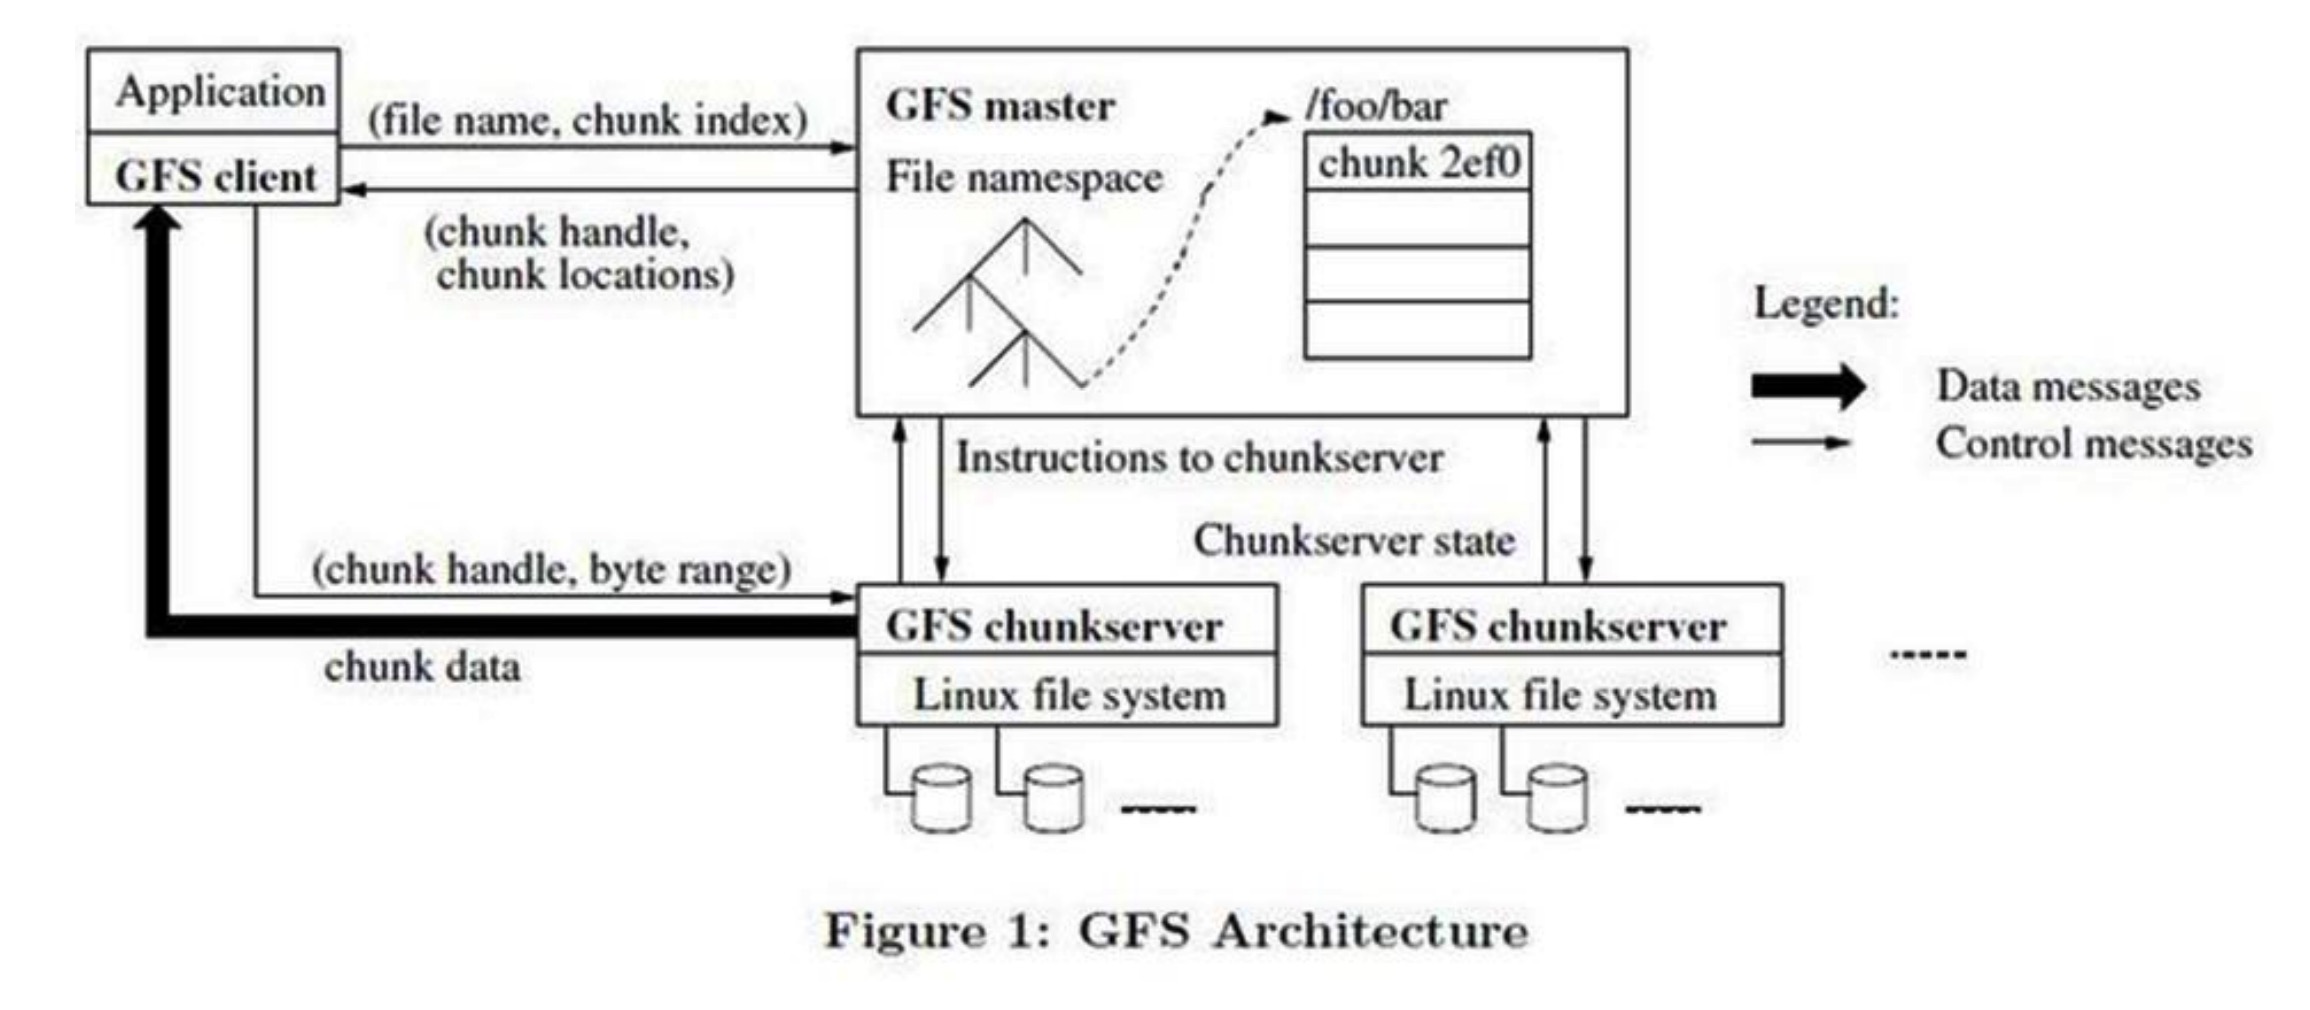 Application
GFS client
(file name, chunk index)
(chunk handle,
chunk locations)
GFS master
File namespace
/foo/bar
chunk 2ef0
Legend:
Data messages
Control messages
Instructions to chunkserver
Chunkserver state
(chunk handle, byte range)
chunk data
GFS chunkserver
Linux file system
GFS chunkserver
Linux file system
Figure 1: GFS Architecture